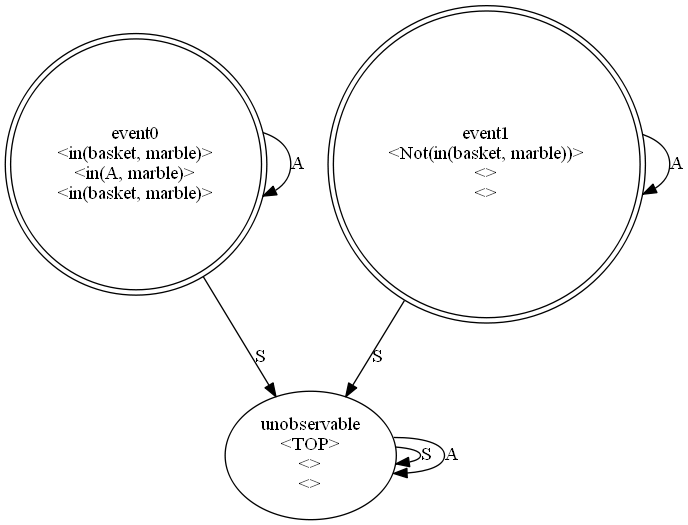 event0
<in(basket, marble)>
<in(A, marble)>
<in(basket, marble)>
A
event1
<Not(in(basket, marble))>
<>
<>
A
S
S
unobservable
<TOP>
<>
<>
S
A